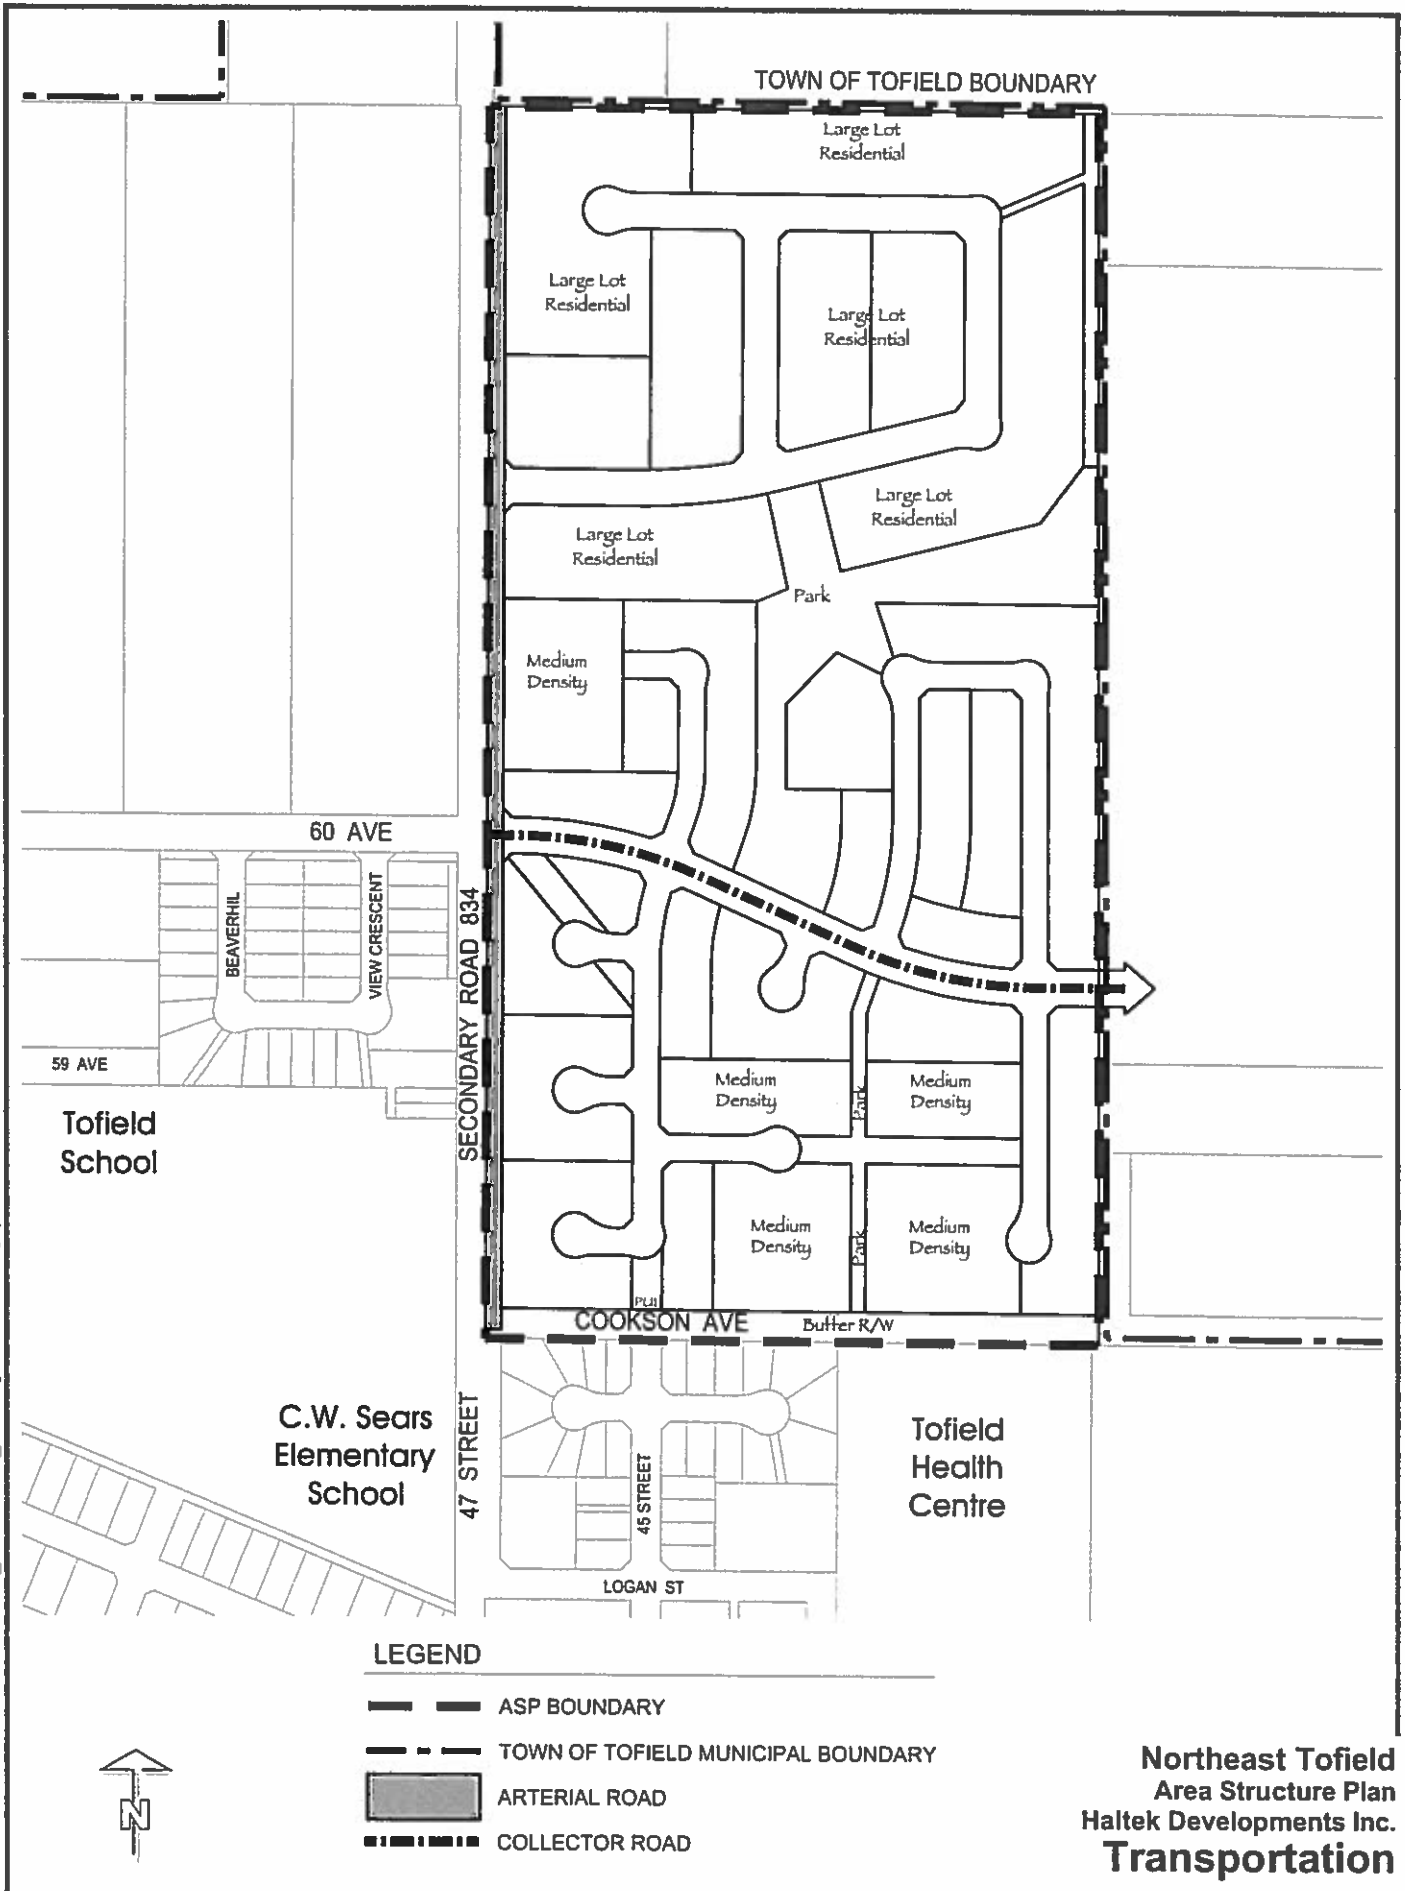 TOWN OF TOFIELD BOUNDARY
Large Lot
Residential
Large Lot
Residential
Large Lot
Residential
Large Lot
Residential
Large Lot
Residential
Park
Medium
Density
60 AVE
BEAVERHIL
VIEW CRESCENT
SECONDARY ROAD 834
59 AVE
Tofield
School
Medium
Density
Park
Medium
Density
Medium
Density
Park
Medium
Density
PUl
COOKSON AVE
Buffer R/W
C.W. Sears
Elementary
School
47 STREET
45 STREET
Tofield
Health
Centre
LOGAN ST
LEGEND
ASP BOUNDARY
TOWN OF TOFIELD MUNICIPAL BOUNDARY
ARTERIAL ROAD
COLLECTOR ROAD
N
Northeast Tofield
Area Structure Plan
Haltek Developments Inc.
Transportation